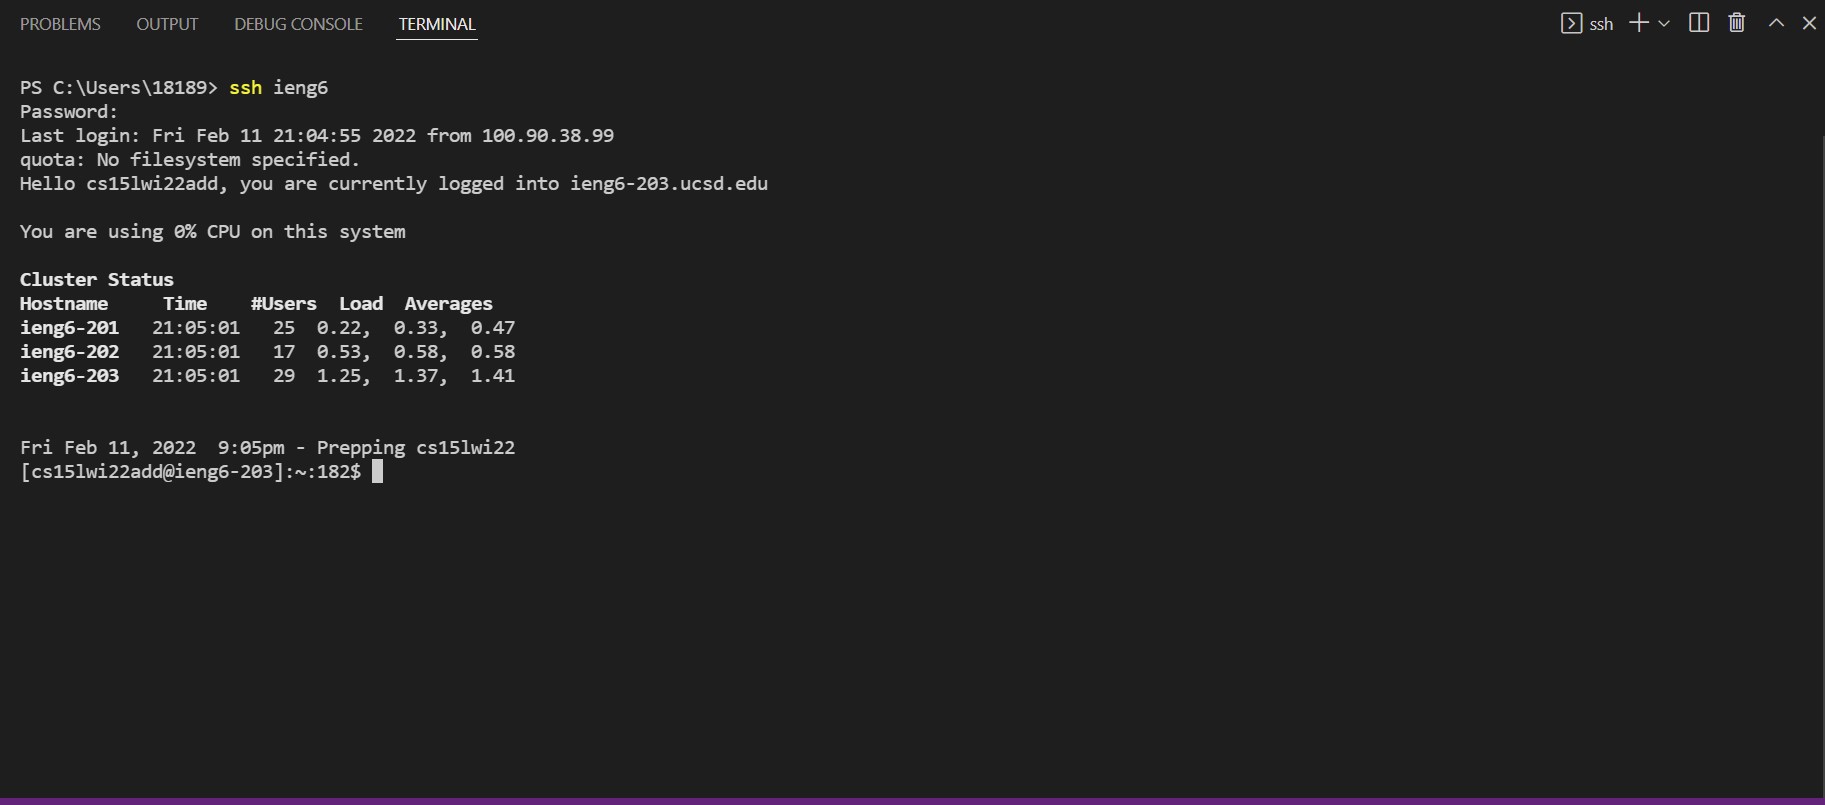 PROBLEMS OUTPUT DEBUG CONSOLE TERMINAL ssh
PS C:\Users\18189> ssh ieng6
Password:
Last login: Fri Feb 11 21:04:55 2022 from 100.90.38.99
quota: No filesystem specified.
Hello cs15lwi22add, you are currently logged into ieng6-203.ucsd.edu
You are using 0% CPU on this system
Cluster Status
Hostname     Time    #Users  Load  Averages
ieng6-201   21:05:01   25  0.22,  0.33,  0.47
ieng6-202   21:05:01   17  0.53,  0.58,  0.58
ieng6-203   21:05:01   29  1.25,  1.37,  1.41
Fri Feb 11, 2022  9:05pm - Prepping cs15lwi22
[cs15lwi22add@ieng6-203]:~:182$